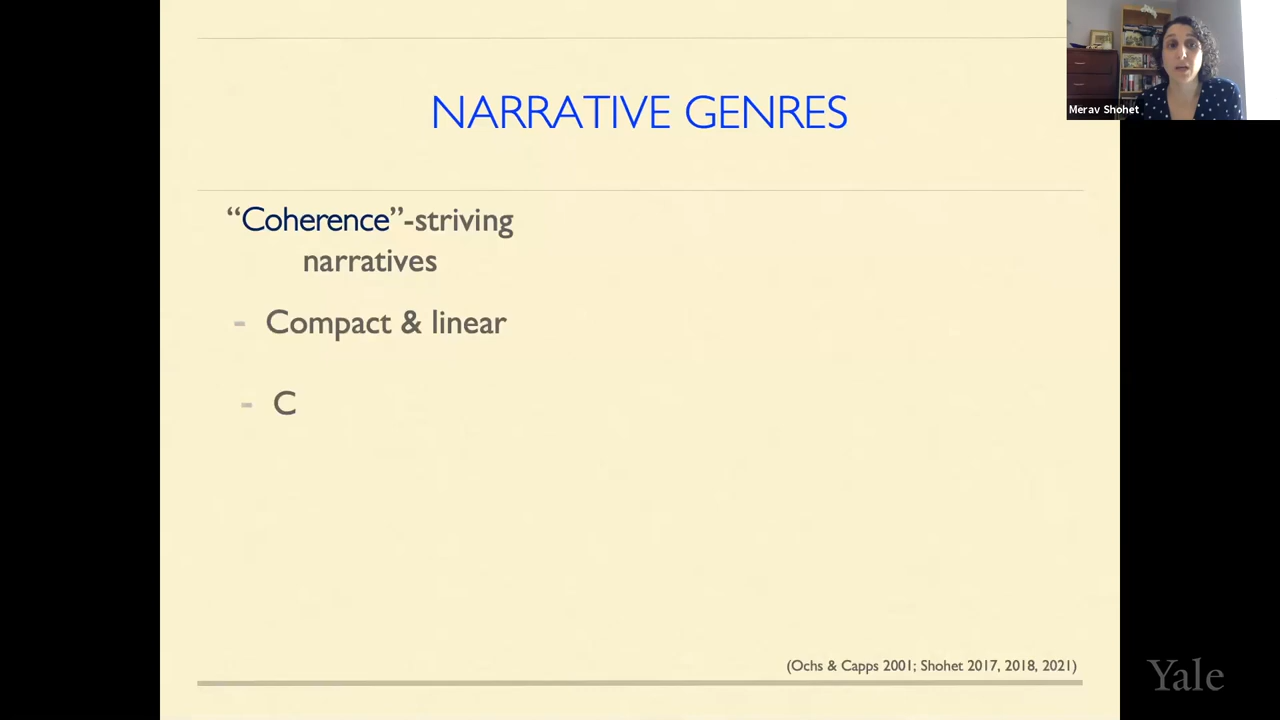 Merav Shohet
NARRATIVE GENRES
“Coherence”-striving
narratives
- Compact & linear
- C
(Ochs & Capps 2001; Shohet 2017, 2018, 2021)
Yale